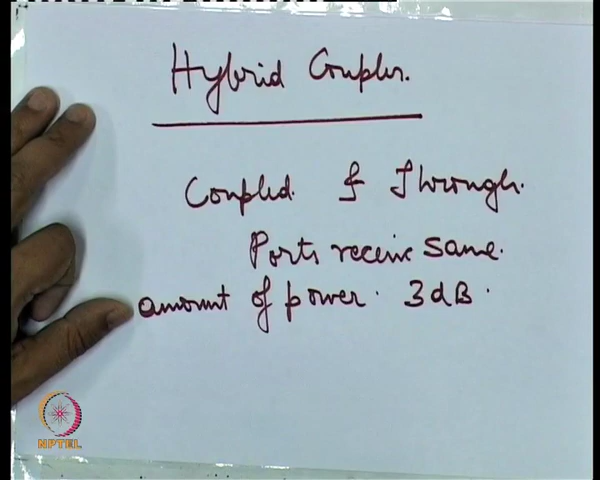 Hybrid Coupler.
Coupled & Through.
Ports receive same.
amount of power. 3dB.
NPTEL